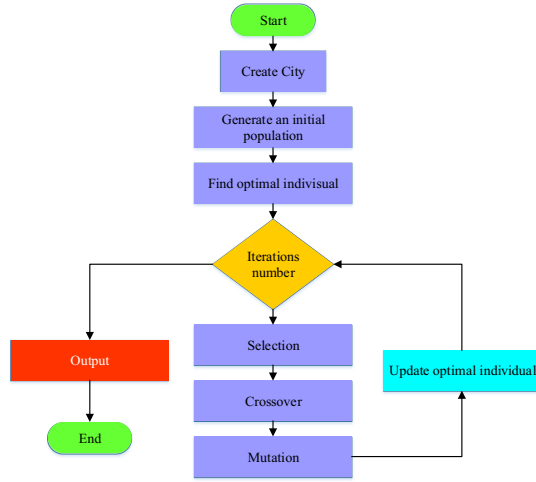 Start
Create City
Generate an initial
population
Find optimal indivisual
Iterations
number
Selection
Crossover
Mutation
Update optimal individual
Output
End